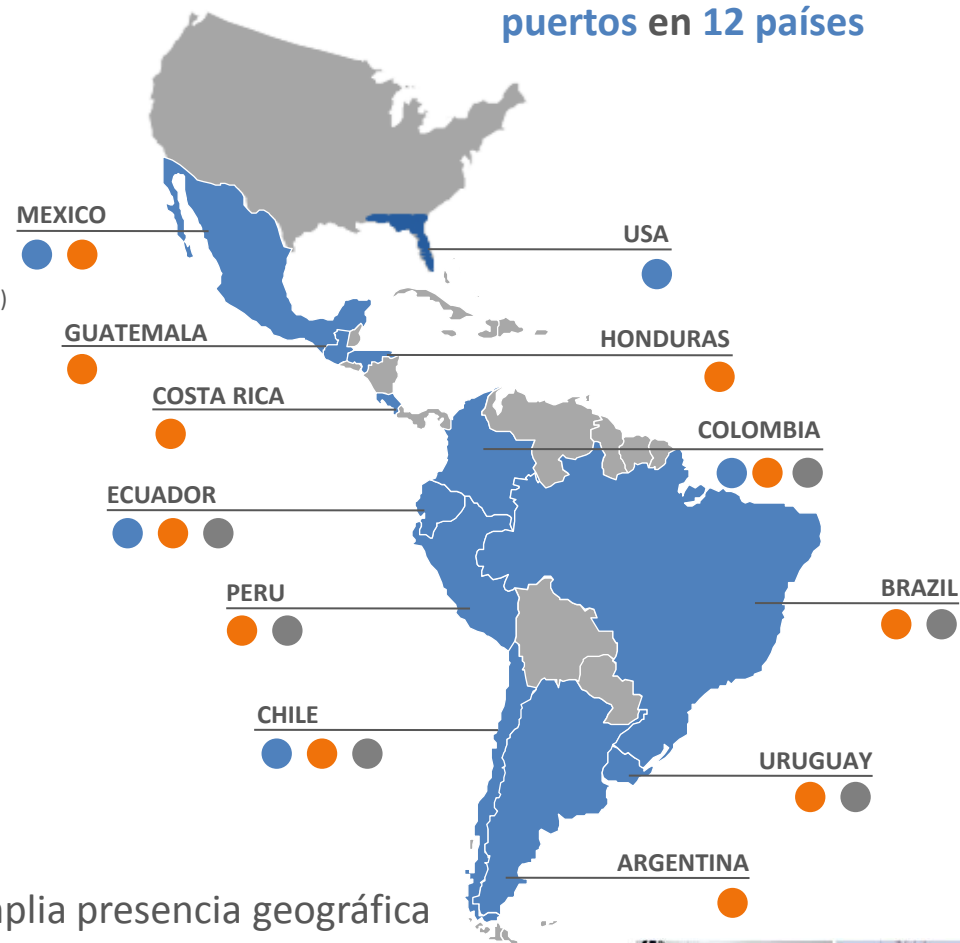 puertos en 12 países
MEXICO
USA
)
GUATEMALA
HONDURAS
COSTA RICA
COLOMBIA
ECUADOR
PERU
BRAZIL
CHILE
URUGUAY
ARGENTINA
presencia geográfica